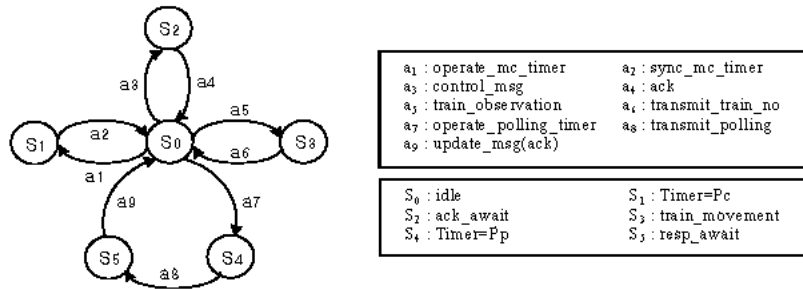 S2
a3
a4
a5
a2
S1
S0
S3
a6
a1
a9
a7
S5
S4
a8
a₁ : operate_mc_timer a₂ : sync_mc_timer
a₃ : control_msg a₄ : ack
a₅ : train_observation a₆ : transmit_train_no
a₇ : operate_polling_timer a₈ : transmit_polling
a₉ : update_msg(ack)
S₀ : idle S₁ : Timer=Pc
S₂ : ack_await S₃ : train_movement
S₄ : Timer=Pp S₅ : resp_await